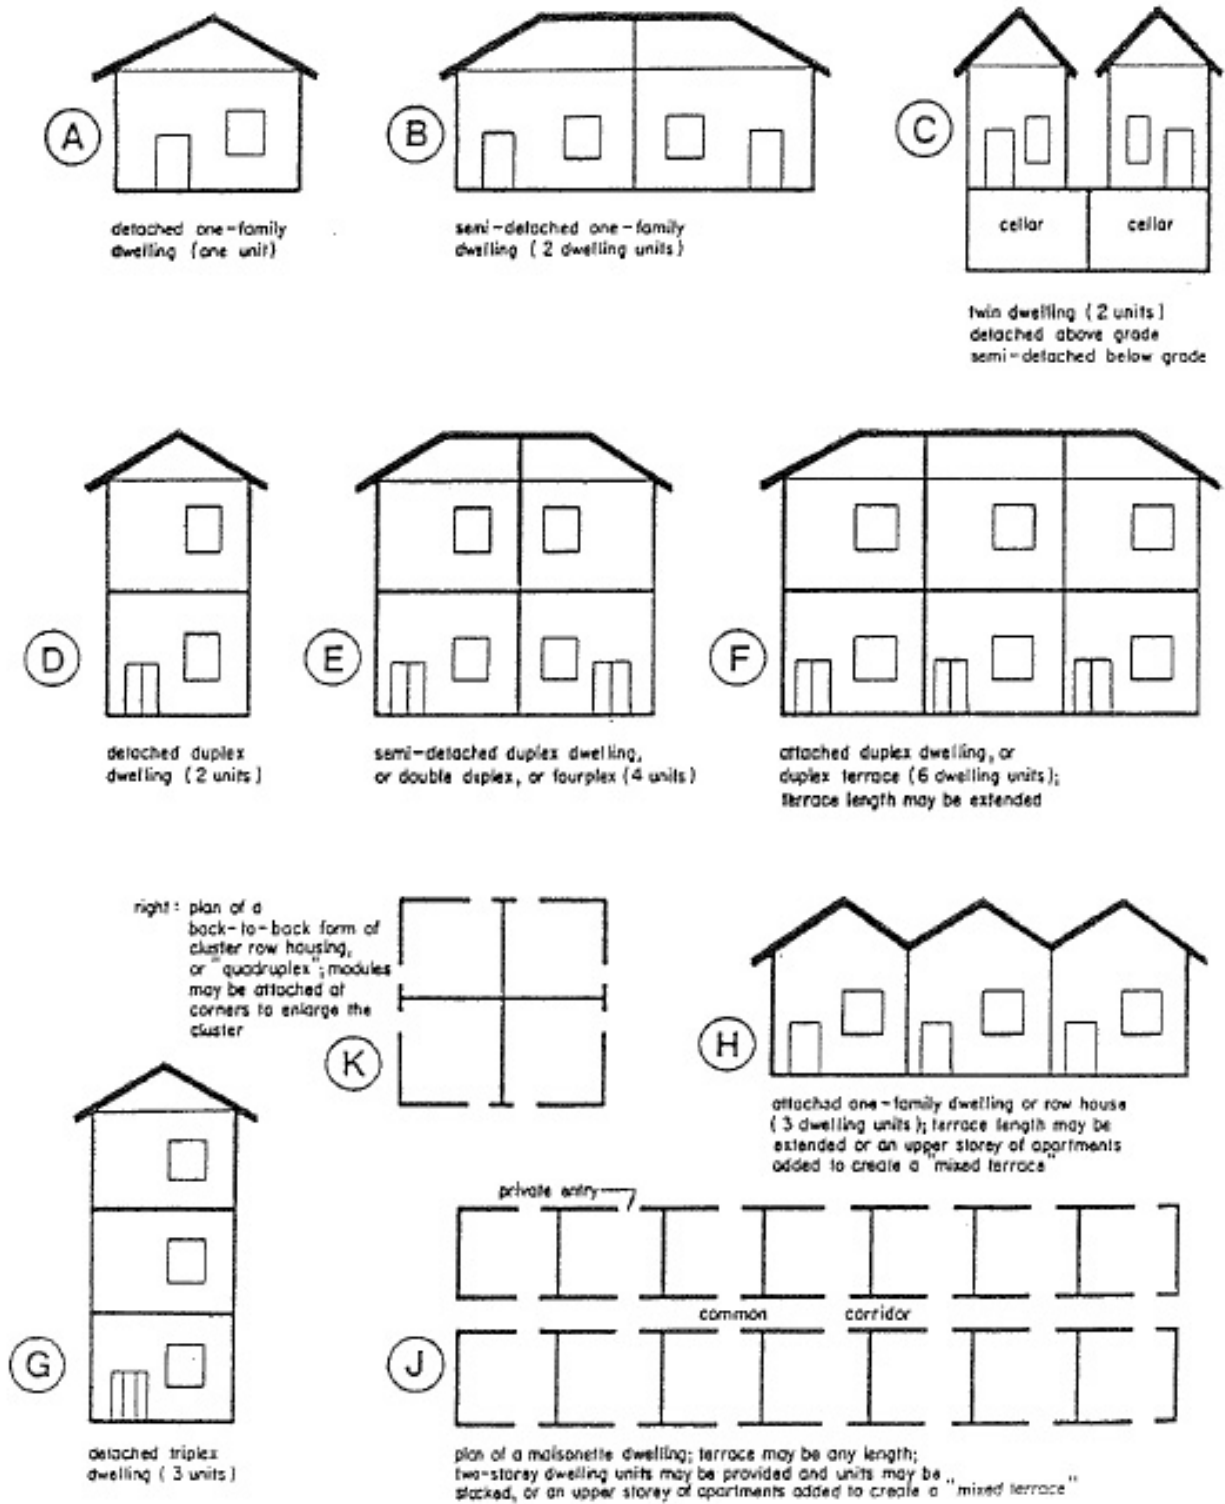 A
detached one-family
dwelling (one unit)
B
semi-detached one-family
dwelling ( 2 dwelling units)
C
cellar
cellar
twin dwelling ( 2 units)
detached above grade
semi-detached below grade
D
detached duplex
dwelling ( 2 units )
E
semi-detached duplex dwelling,
or double duplex, or fourplex (4 units)
F
attached duplex dwelling, or
duplex terrace ( 6 dwelling units);
terrace length may be extended
right: plan of a
back-to-back form of
cluster row housing,
or "quadruplex"; modules
may be attached at
corners to enlarge the
cluster
K
H
attached one-family dwelling or row house
( 3 dwelling units ); terrace length may be
extended or an upper storey of apartments
added to create a "mixed terrace"
G
detached triplex
dwelling ( 3 units )
private entry
common corridor
J
plan of a maisonette dwelling; terrace may be any length;
two-storey dwelling units may be provided and units may be
stacked, or an upper storey of apartments added to create a "mixed terrace"